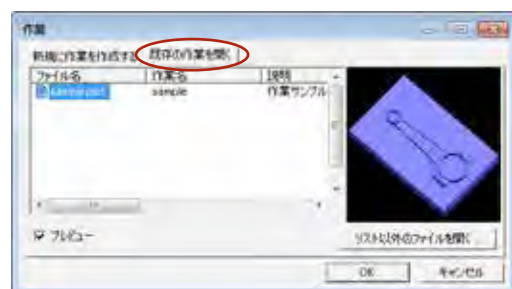 作業
新規に作業を作成する 既存の作業を開く
ファイル名 作業名 説明
sample 作業サンプル
プレビュー
リスト以外のファイルを開く
OK キャンセル